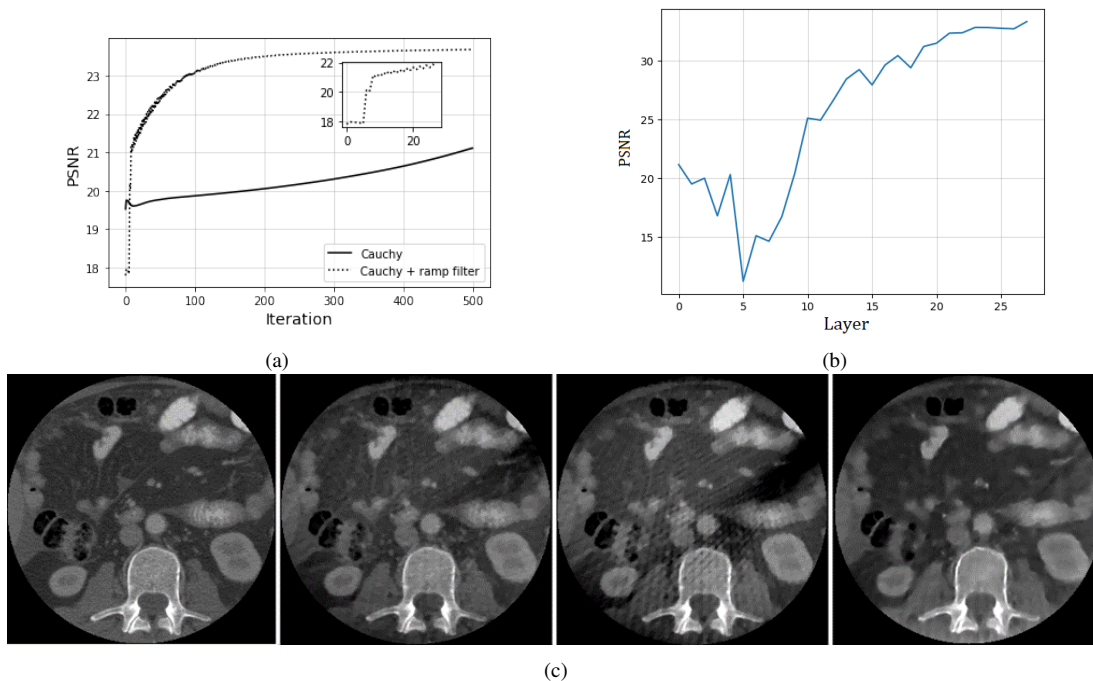 23
22
21
20
19
18
PSNR
22
20
18
0 20
Cauchy
Cauchy + ramp filter
0 100 200 300 400 500
Iteration
(a)
30
25
20
15
PSNR
0 5 10 15 20 25
Layer
(b)
(c)